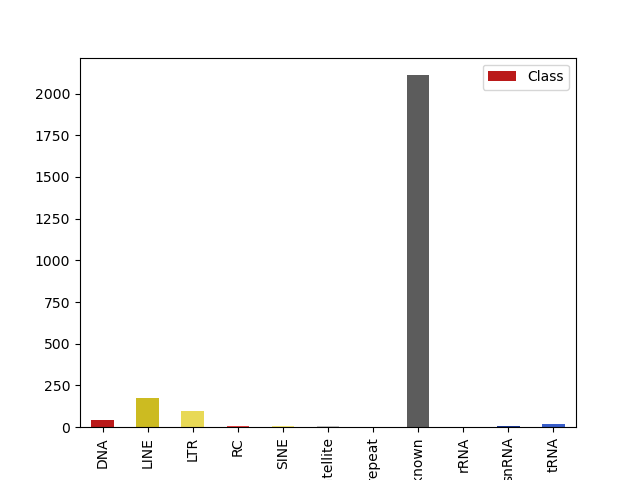 Class
2000
1750
1500
1250
1000
750
500
250
0
DNA
LINE
LTR
RC
SINE
tellite
repeat
known
rRNA
snRNA
tRNA